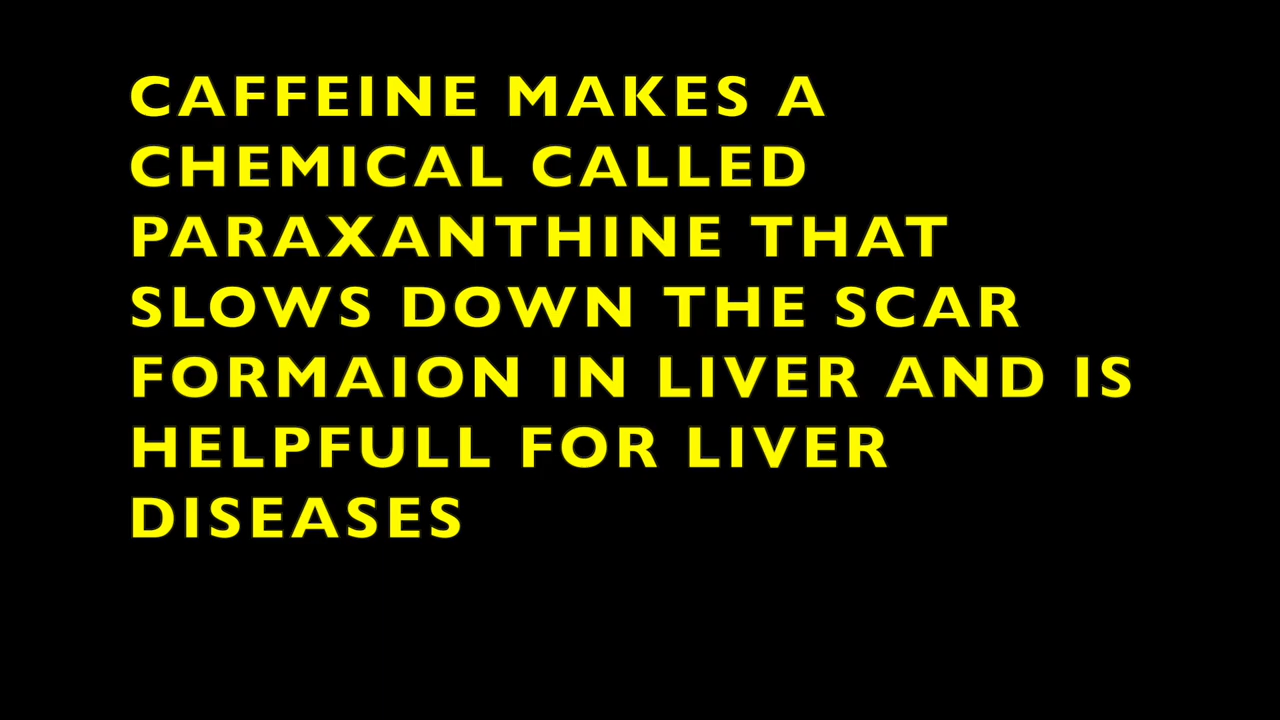 CAFFEINE MAKES A
CHEMICAL CALLED
PARAXANTHINE THAT
SLOWS DOWN THE SCAR
FORMAION IN LIVER AND IS
HELPFULL FOR LIVER
DISEASES